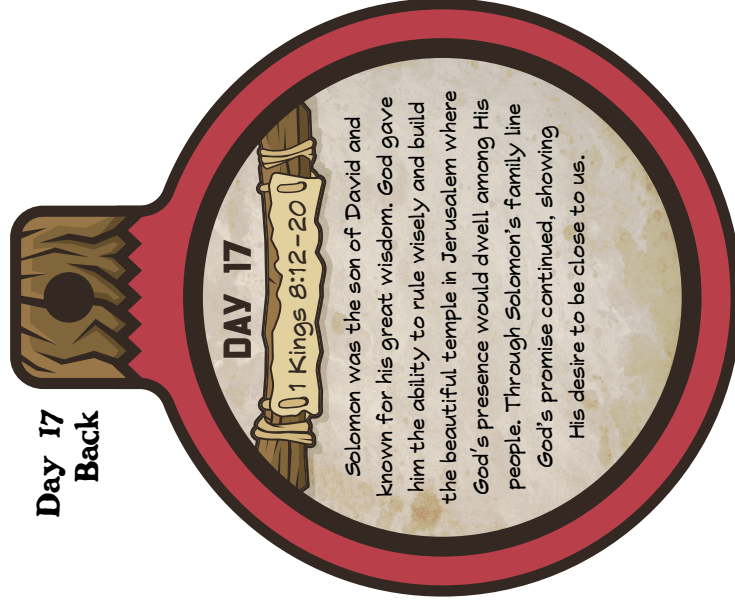 Day 17
Back
DAY 17
1 Kings 8:12-20
Solomon was the son of David and
known for his great wisdom. God gave
him the ability to rule wisely and build
the beautiful temple in Jerusalem where
God's presence would dwell among His
people. Through Solomon's family line
God's promise continued, showing
His desire to be close to us.